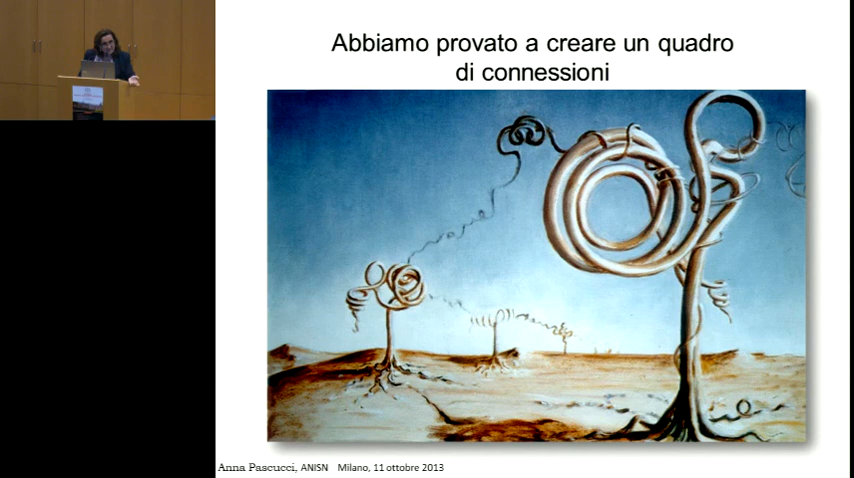 Abbiamo provato a creare un quadro
di connessioni
Anna Pascucci, ANISN Milano, 11 ottobre 2013